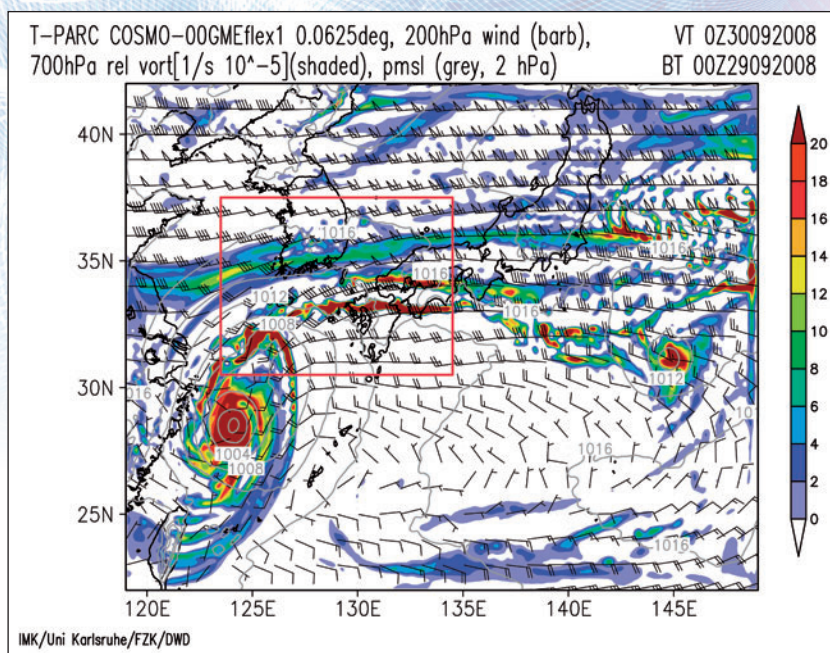 T-PARC COSMO-00GMEflex1 0.0625deg, 200hPa wind (barb), VT 0Z30092008
700hPa rel vort[1/s 10^-5](shaded), pmsl (grey, 2 hPa) BT 00Z29092008
40N
35N
30N
25N
120E 125E 130E 135E 140E 145E
20
18
16
14
12
10
8
6
4
2
0
1016
1016
1016
1012
1016
1008
1012
016
1004
1008
1016
1016
IMK/Uni Karlsruhe/FZK/DWD